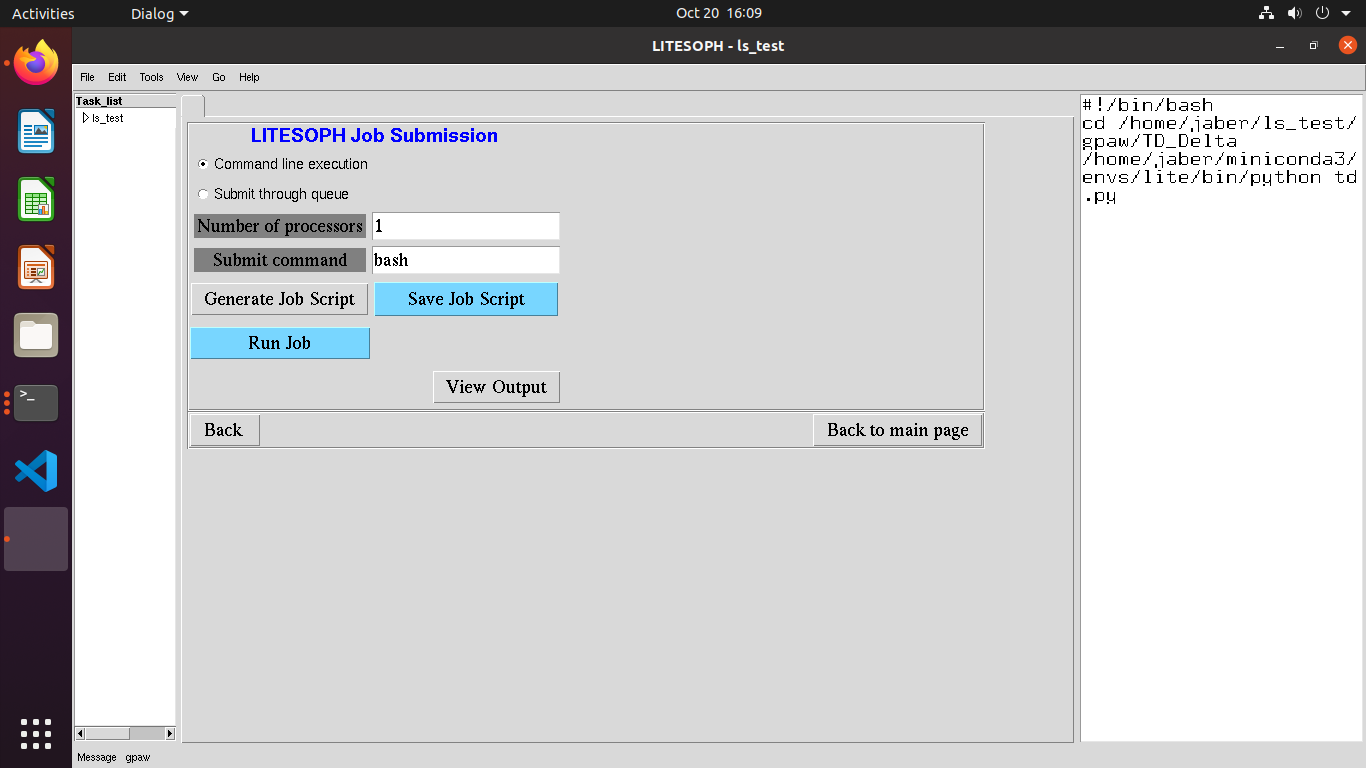 Activities
Dialog
Oct 20 16:09
LITESOPH - ls_test
File Edit Tools View Go Help
Task_list
ls_test
LITESOPH Job Submission
Command line execution
Submit through queue
Number of processors 1
Submit command bash
Generate Job Script Save Job Script
Run Job
View Output
Back Back to main page
#!/bin/bash
cd /home/jaber/ls_test/
gpaw/TD_Delta
/home/jaber/miniconda3/
envs/lite/bin/python td
.py
>_
Message gpaw